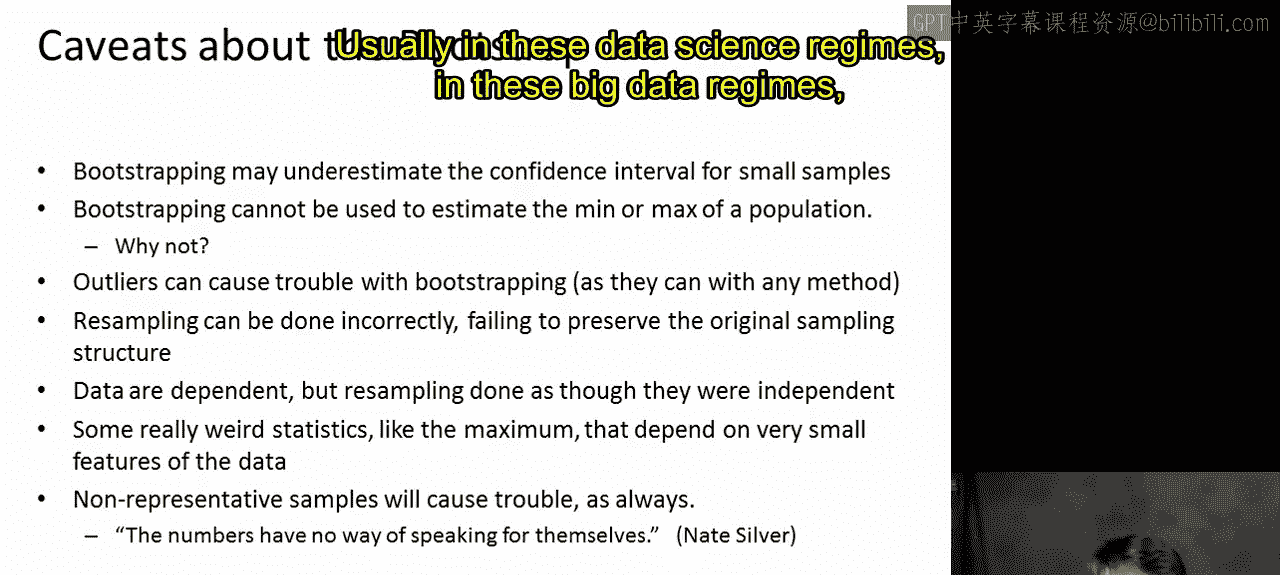 GPT中英字幕课程资源@bilibili.com
Caveats about
Usually in these data science regimes,
in these big data regimes,
• Bootstrapping may underestimate the confidence interval for small samples
• Bootstrapping cannot be used to estimate the min or max of a population.
– Why not?
• Outliers can cause trouble with bootstrapping (as they can with any method)
• Resampling can be done incorrectly, failing to preserve the original sampling
structure
• Data are dependent, but resampling done as though they were independent
• Some really weird statistics, like the maximum, that depend on very small
features of the data
• Non-representative samples will cause trouble, as always.
– “The numbers have no way of speaking for themselves.” (Nate Silver)